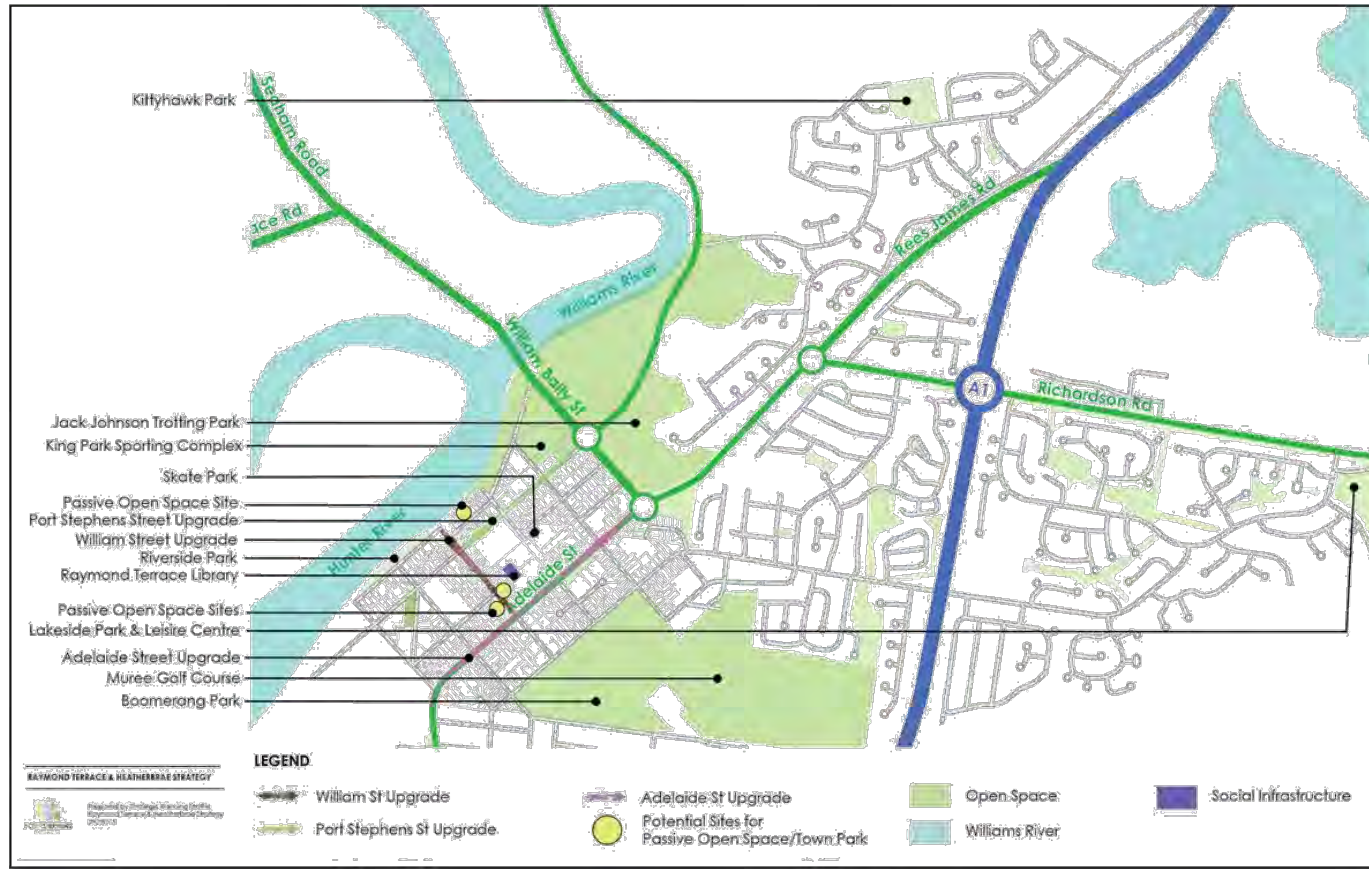 Kittyhawk Park
Seaham Road
Rees James Rd
Williams River
William Bailey St
A1
Richardson Rd
Jack Johnson Trotting Park
King Park Sporting Complex
Skate Park
Passive Open Space Site
Port Stephens Street Upgrade
William Street Upgrade
Riverside Park
Hunter River
Raymond Terrace Library
Adelaide St
Passive Open Space Sites
Lakeside Park & Leisire Centre
Adelaide Street Upgrade
Muree Golf Course
Boomerang Park
RAYMOND TERRACE & HEATHERBRAE STRATEGY
LEGEND
William St Upgrade
Port Stephens St Upgrade
Adelaide St Upgrade
Potential Sites for
Passive Open Space/Town Park
Open Space
Williams River
Social Infrastructure